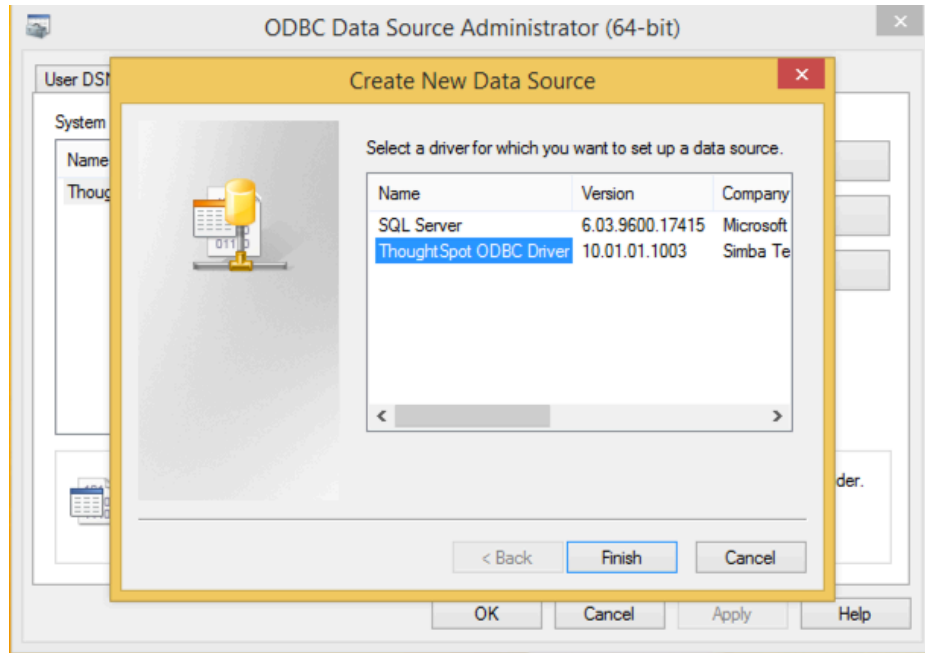 ODBC Data Source Administrator (64-bit)
User DSN
Create New Data Source
System
Name
Thoug
Select a driver for which you want to set up a data source.
Name Version Company
SQL Server 6.03.9600.17415 Microsoft
ThoughtSpot ODBC Driver 10.01.01.1003 Simba Te
der.
< Back Finish Cancel
OK Cancel Apply Help